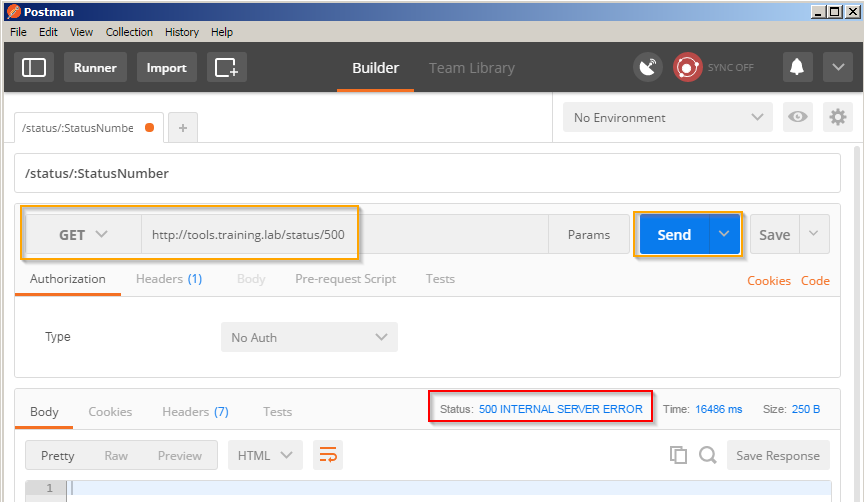 Postman
File Edit View Collection History Help
Runner Import Builder Team Library SYNC OFF
/status/:StatusNumbe + No Environment
/status/:StatusNumber
GET http://tools.training.lab/status/500 Params Send Save
Authorization Headers (1) Body Pre-request Script Tests Cookies Code
Type No Auth
Body Cookies Headers (7) Tests Status: 500 INTERNAL SERVER ERROR Time: 16486 ms Size: 250 B
Pretty Raw Preview HTML Save Response
1